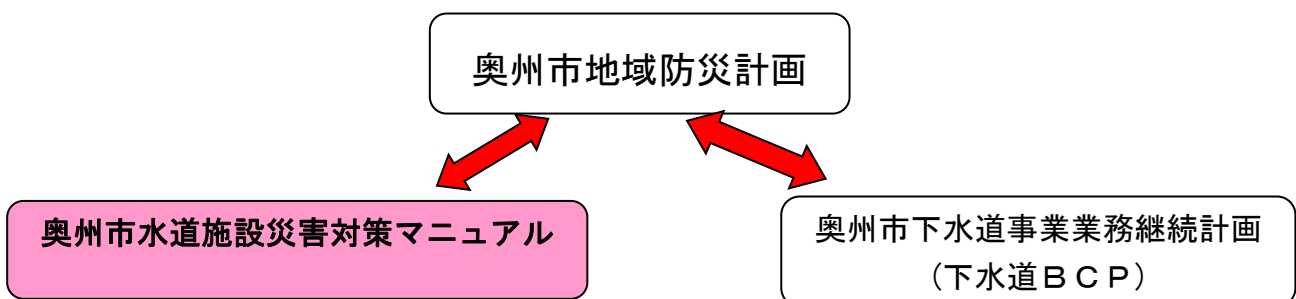 奥州市地域防災計画
奥州市水道施設災害対策マニュアル
奥州市下水道事業業務継続計画
（下水道ＢＣＰ）